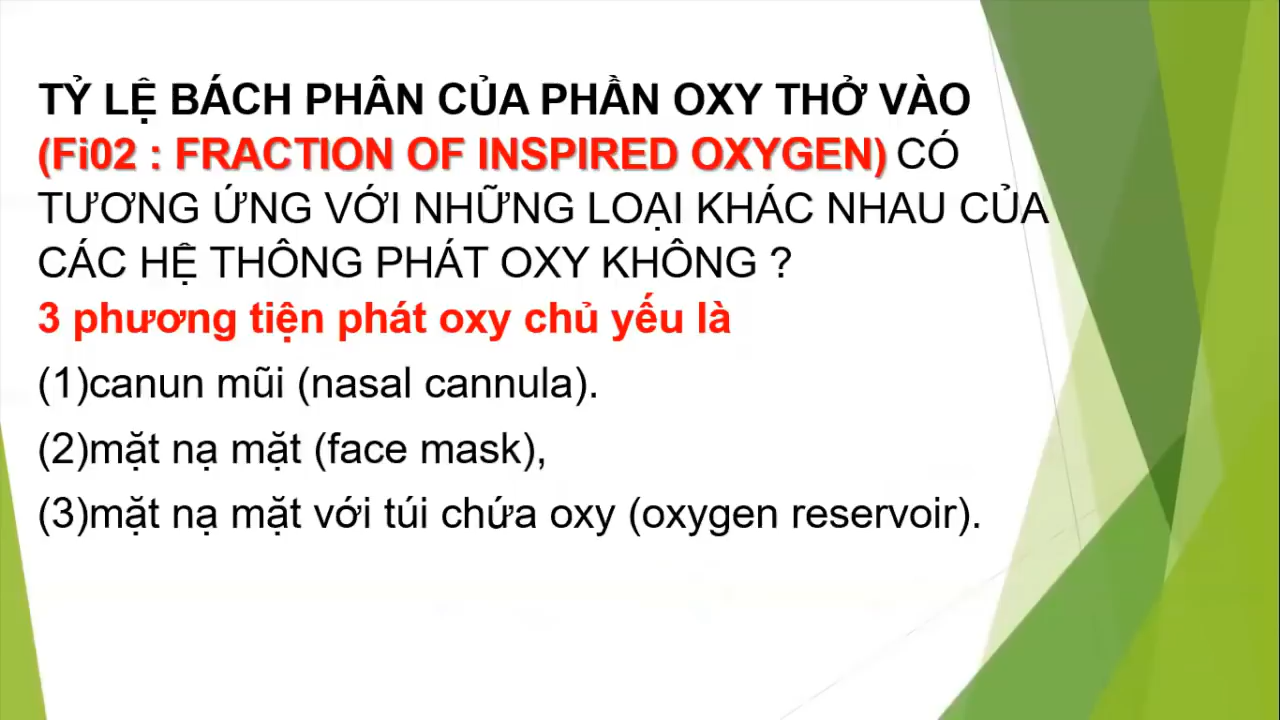 TỶ LỆ BÁCH PHÂN CỦA PHẦN OXY THỞ VÀO
(Fi02 : FRACTION OF INSPIRED OXYGEN) CÓ
TƯƠNG ỨNG VỚI NHỮNG LOẠI KHÁC NHAU CỦA
CÁC HỆ THÔNG PHÁT OXY KHÔNG ?
3 phương tiện phát oxy chủ yếu là
(1)canun mũi (nasal cannula).
(2)mặt nạ mặt (face mask),
(3)mặt nạ mặt với túi chứa oxy (oxygen reservoir).